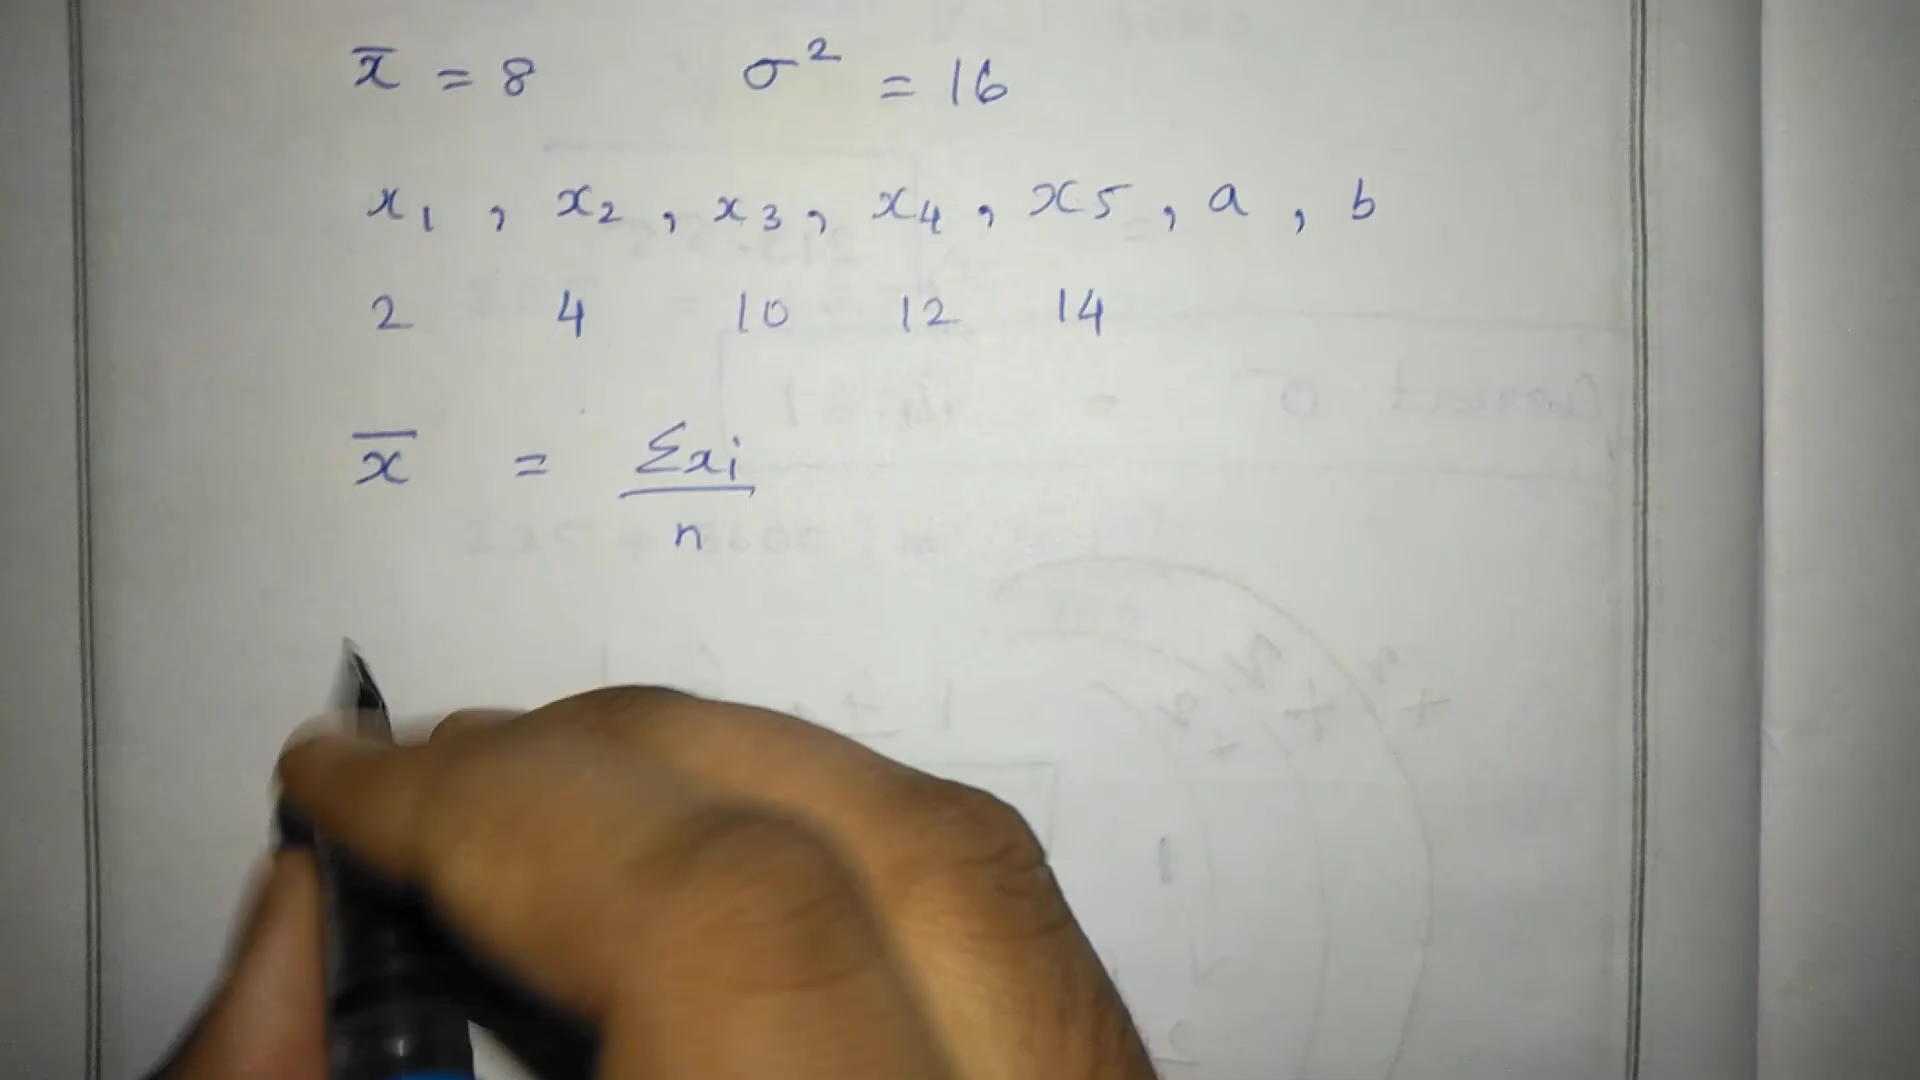 x̅ = 8 σ² = 16
x₁ , x₂ , x₃ , x₄ , x₅ , a , b
2 4 10 12 14
x̅ = Σxi / n